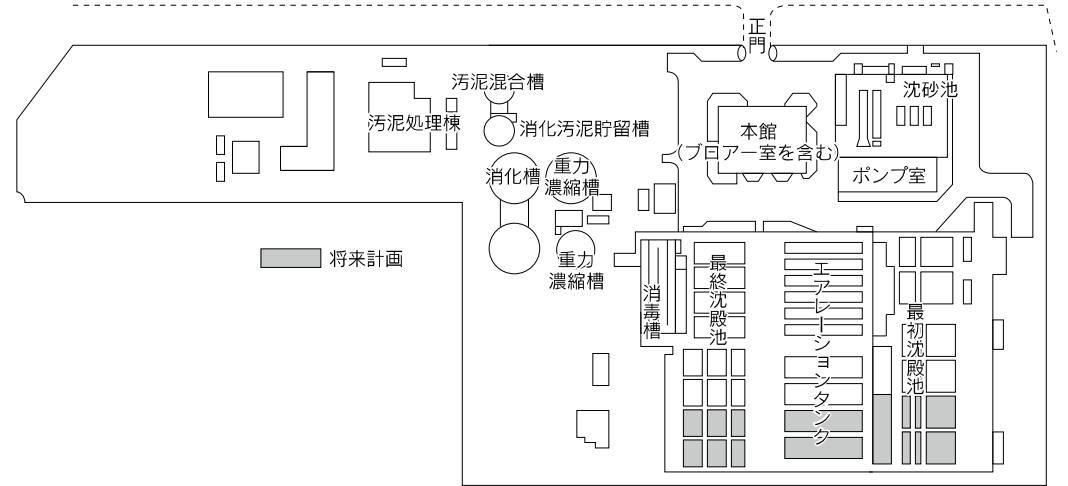 正門
汚泥混合槽
沈砂池
汚泥処理棟
消化汚泥貯留槽
本館
(ブロアー室を含む)
消化槽
重力
濃縮槽
ポンプ室
将来計画
重力
濃縮槽
消毒槽
最終沈殿池
エアレーションタンク
最初沈殿池